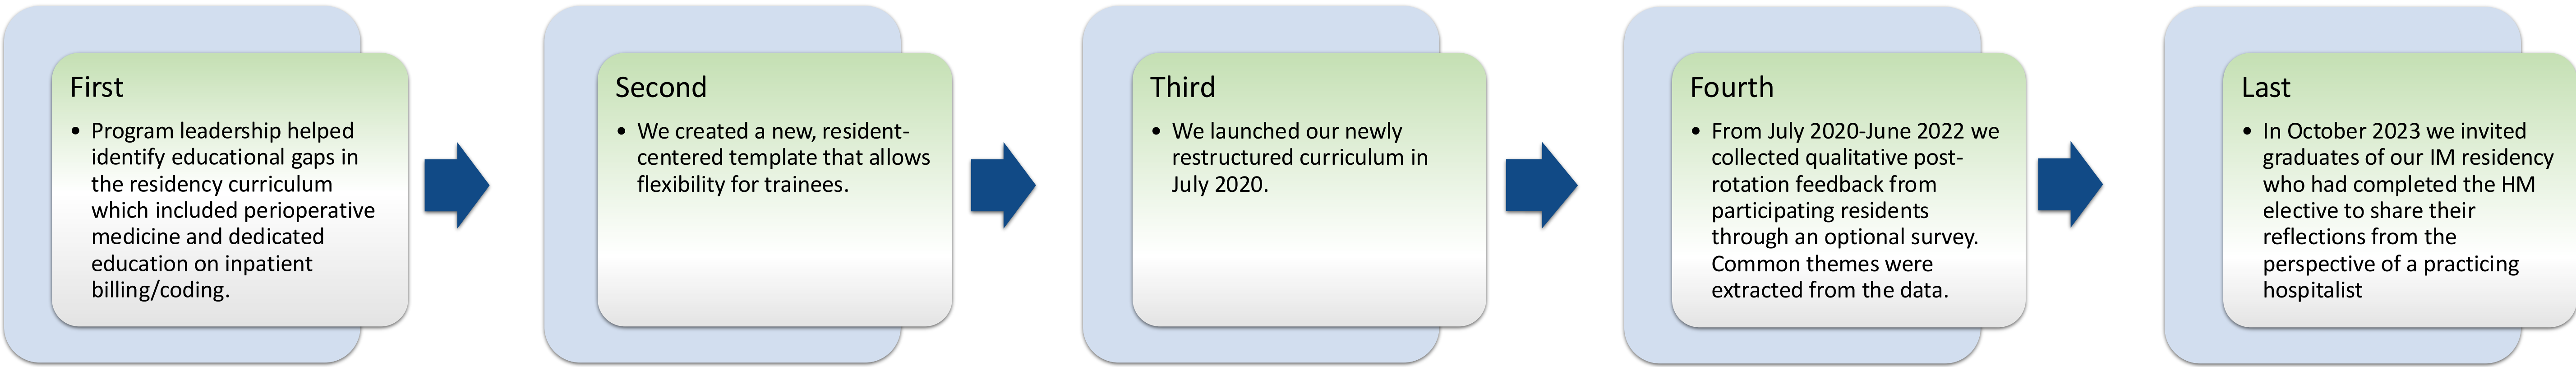 First
• Program leadership helped
identify educational gaps in
the residency curriculum
which included perioperative
medicine and dedicated
education on inpatient
billing/coding.
Second
• We created a new, resident-
centered template that allows
flexibility for trainees.
Third
• We launched our newly
restructured curriculum in
July 2020.
Fourth
• From July 2020-June 2022 we
collected qualitative post-
rotation feedback from
participating residents
through an optional survey.
Common themes were
extracted from the data.
Last
• In October 2023 we invited
graduates of our IM residency
who had completed the HM
elective to share their
reflections from the
perspective of a practicing
hospitalist